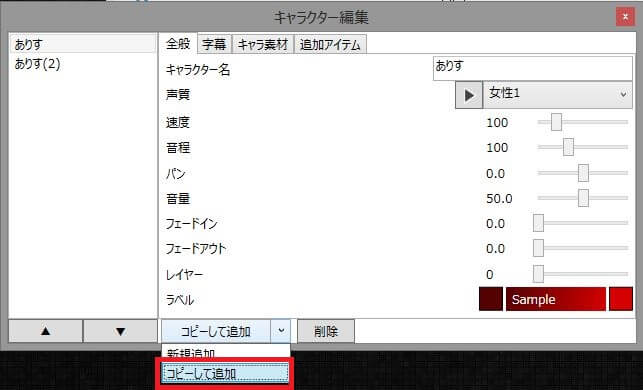 キャラクター編集
x
ありす
ありす(2)
全般 字幕 キャラ素材 追加アイテム
キャラクター名 ありす
声質 女性1
速度 100
音程 100
パン 0.0
音量 50.0
フェードイン 0.0
フェードアウト 0.0
レイヤー 0
ラベル Sample
▲ ▼ コピーして追加 削除
新規追加
コピーして追加